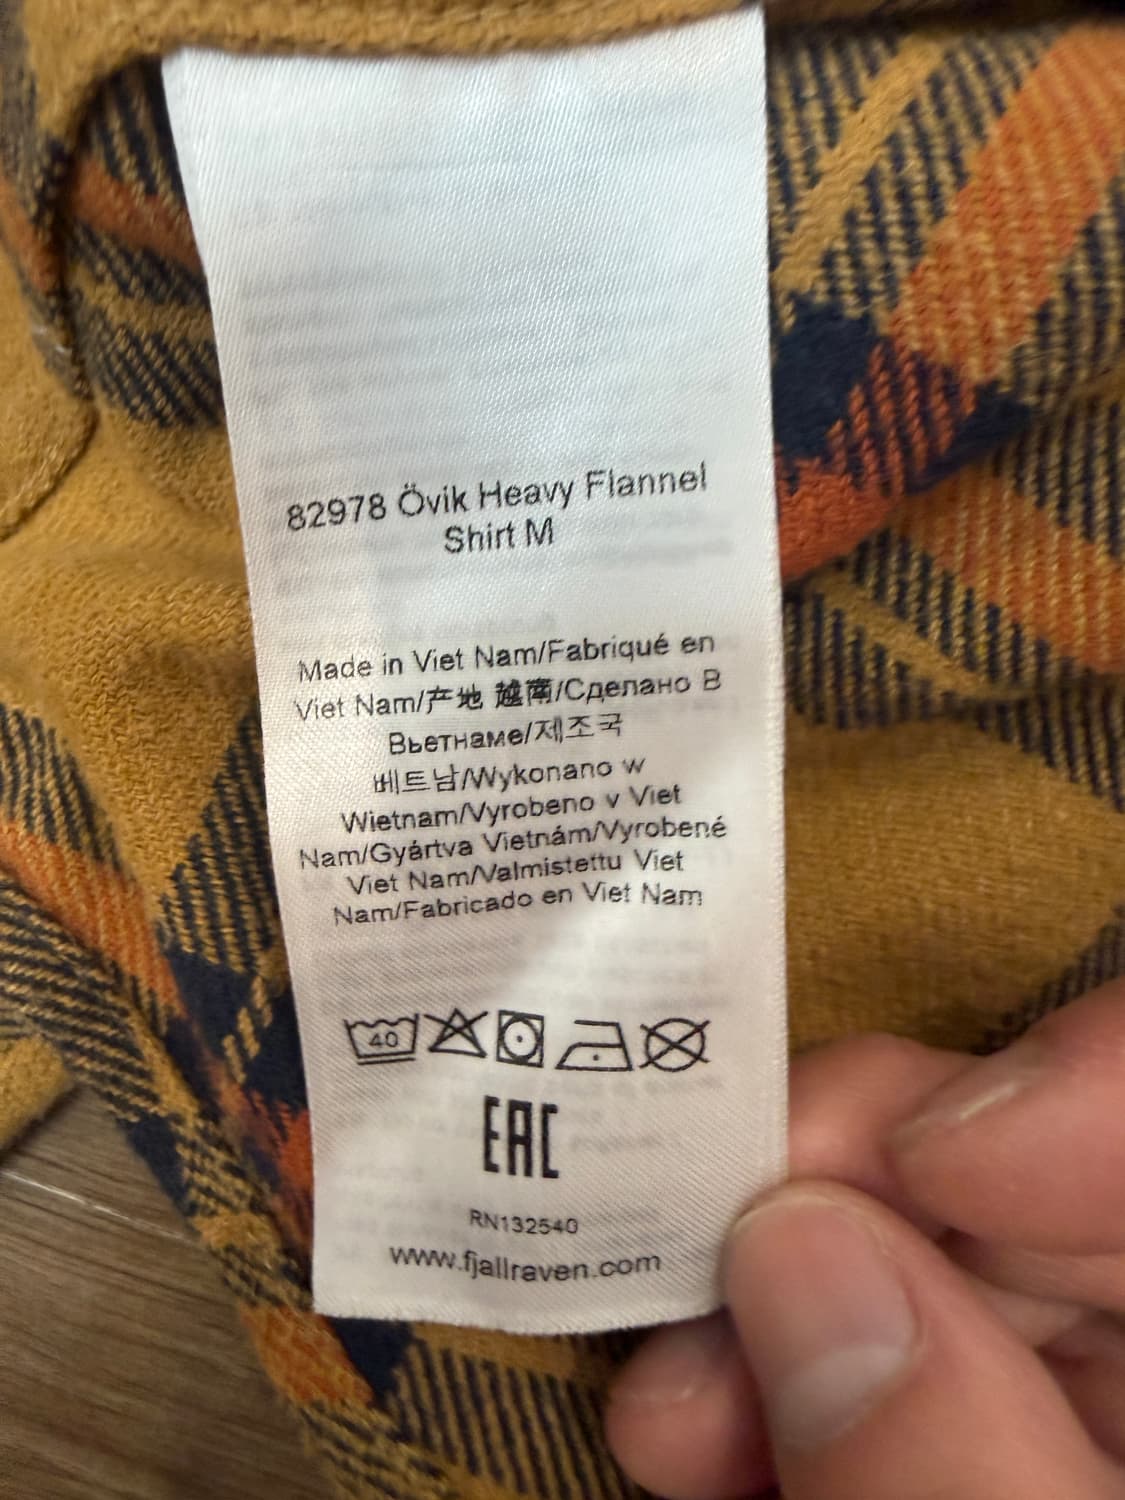 82978 Övik Heavy Flannel
Shirt M
Made in Viet Nam/Fabriqué en
Viet Nam/产地 越南/Сделано В
Вьетнаме/제조국
베트남/Wykonano w
Wietnam/Vyrobeno v Viet
Nam/Gyártva Vietnám/Vyrobené
Viet Nam/Valmistettu Viet
Nam/Fabricado en Viet Nam
40
EAC
RN132540
www.fjallraven.com